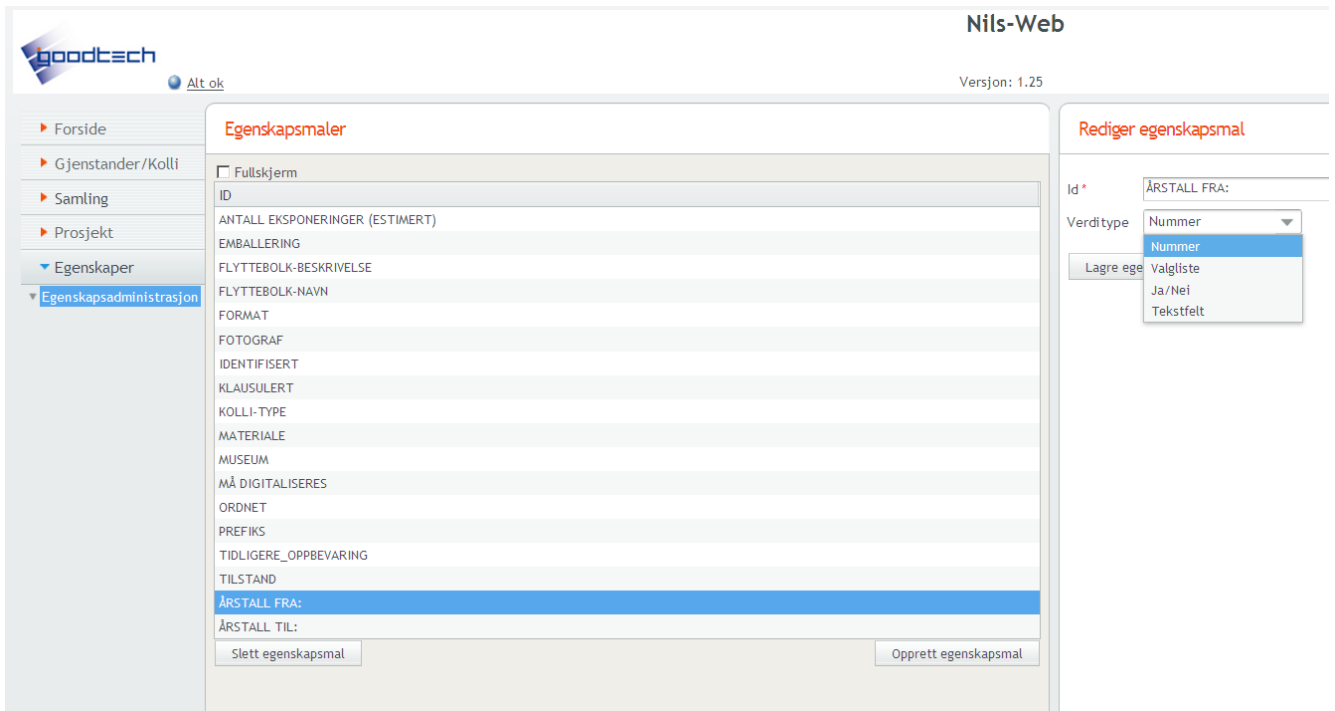 Nils-Web
goodtech
Alt ok
Versjon: 1.25
Forside
Gjenstander/Kolli
Samling
Prosjekt
Egenskaper
Egenskapsadministrasjon
Egenskapsmaler
Fullskjerm
ID
ANTALL EKSPONERINGER (ESTIMERT)
EMBALLERING
FLYTTEBOLK-BESKRIVELSE
FLYTTEBOLK-NAVN
FORMAT
FOTOGRAF
IDENTIFISERT
KLAUSULERT
KOLLI-TYPE
MATERIALE
MUSEUM
MÅ DIGITALISERES
ORDNET
PREFIKS
TIDLIGERE_OPPBEVARING
TILSTAND
ÅRSTALL FRA:
ÅRSTALL TIL:
Slett egenskapsmal
Opprett egenskapsmal
Rediger egenskapsmal
Id * ÅRSTALL FRA:
Verditype Nummer
Nummer
Lagre ege
Valgliste
Ja/Nei
Tekstfelt